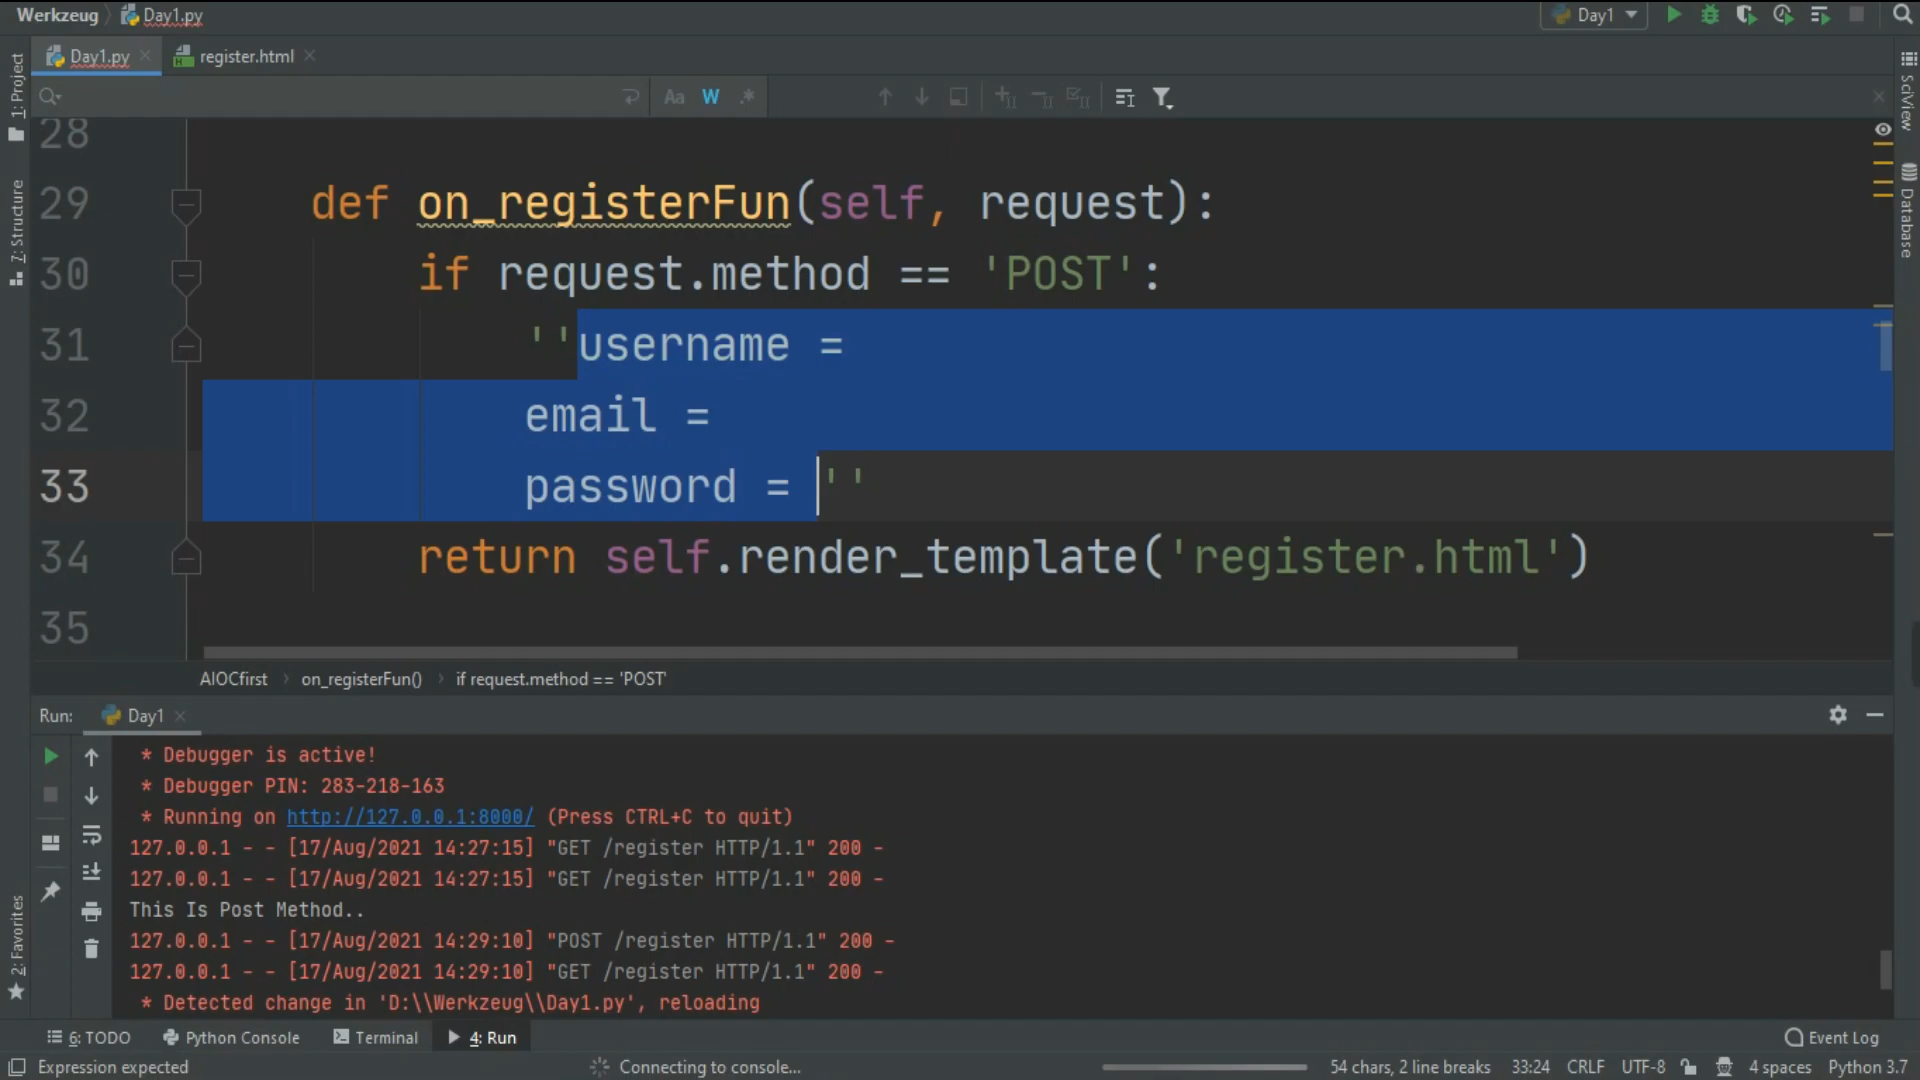 Werkzeug Day1.py Day1
Day1.py register.html
Aa W .*
28
29 def on_registerFun(self, request):
30 if request.method == 'POST':
31 ''username =
32 email =
33 password = ''
34 return self.render_template('register.html')
35
AIOCfirst on_registerFun() if request.method == 'POST'
Run: Day1
* Debugger is active!
* Debugger PIN: 283-218-163
* Running on http://127.0.0.1:8000/ (Press CTRL+C to quit)
127.0.0.1 - - [17/Aug/2021 14:27:15] "GET /register HTTP/1.1" 200 -
127.0.0.1 - - [17/Aug/2021 14:27:15] "GET /register HTTP/1.1" 200 -
This Is Post Method..
127.0.0.1 - - [17/Aug/2021 14:29:10] "POST /register HTTP/1.1" 200 -
127.0.0.1 - - [17/Aug/2021 14:29:10] "GET /register HTTP/1.1" 200 -
* Detected change in 'D:\\Werkzeug\\Day1.py', reloading
6: TODO Python Console Terminal 4: Run Event Log
Expression expected Connecting to console... 54 chars, 2 line breaks 33:24 CRLF UTF-8 4 spaces Python 3.7
1: Project
7: Structure
2: Favorites
SciView
Database